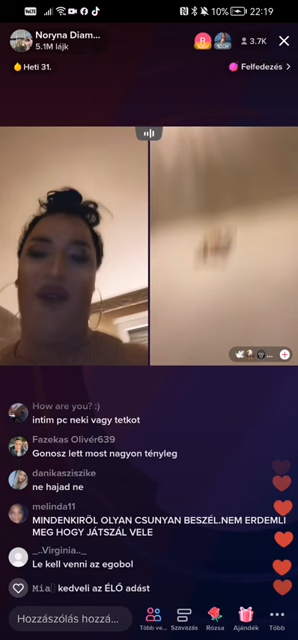 VoLTE
10%
22:19
Noryna Diam...
5.1M lájk
3.7K
Heti 31.
Felfedezés
How are you? :)
intim pc neki vagy tetkot
Fazekas Olivér639
Gonosz lett most nagyon tényleg
danikasziszike
ne hajad ne
melinda11
MINDENKIRŐL OLYAN CSUNYAN BESZÉL.NEM ERDEMLI
MEG HOGY JÁTSZÁL VELE
_..Virginia.._
Le kell venni az egobol
Mia kedveli az ÉLŐ adást
Hozzászólás hozzá...
Több ve...
Szavazás
Rózsa
Ajándék
Több